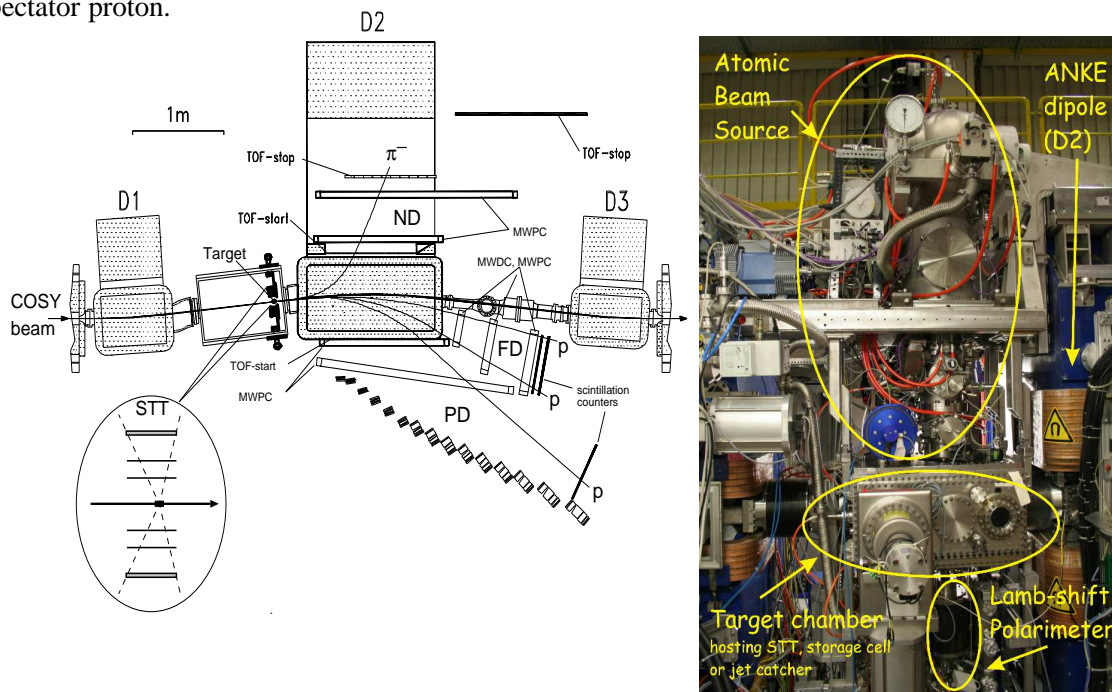 pectator proton.
D2
1m
TOF-stop
TOF-stop
π⁻
D1
D3
TOF-start
ND
MWPC
Target
MWDC, MWPC
COSY
beam
TOF-start
FD
p
p
MWPC
scintillation
counters
STT
PD
p
Atomic
Beam
Source
ANKE
dipole
(D2)
Target chamber
hosting STT, storage cell
or jet catcher
Lamb-shift
Polarimeter